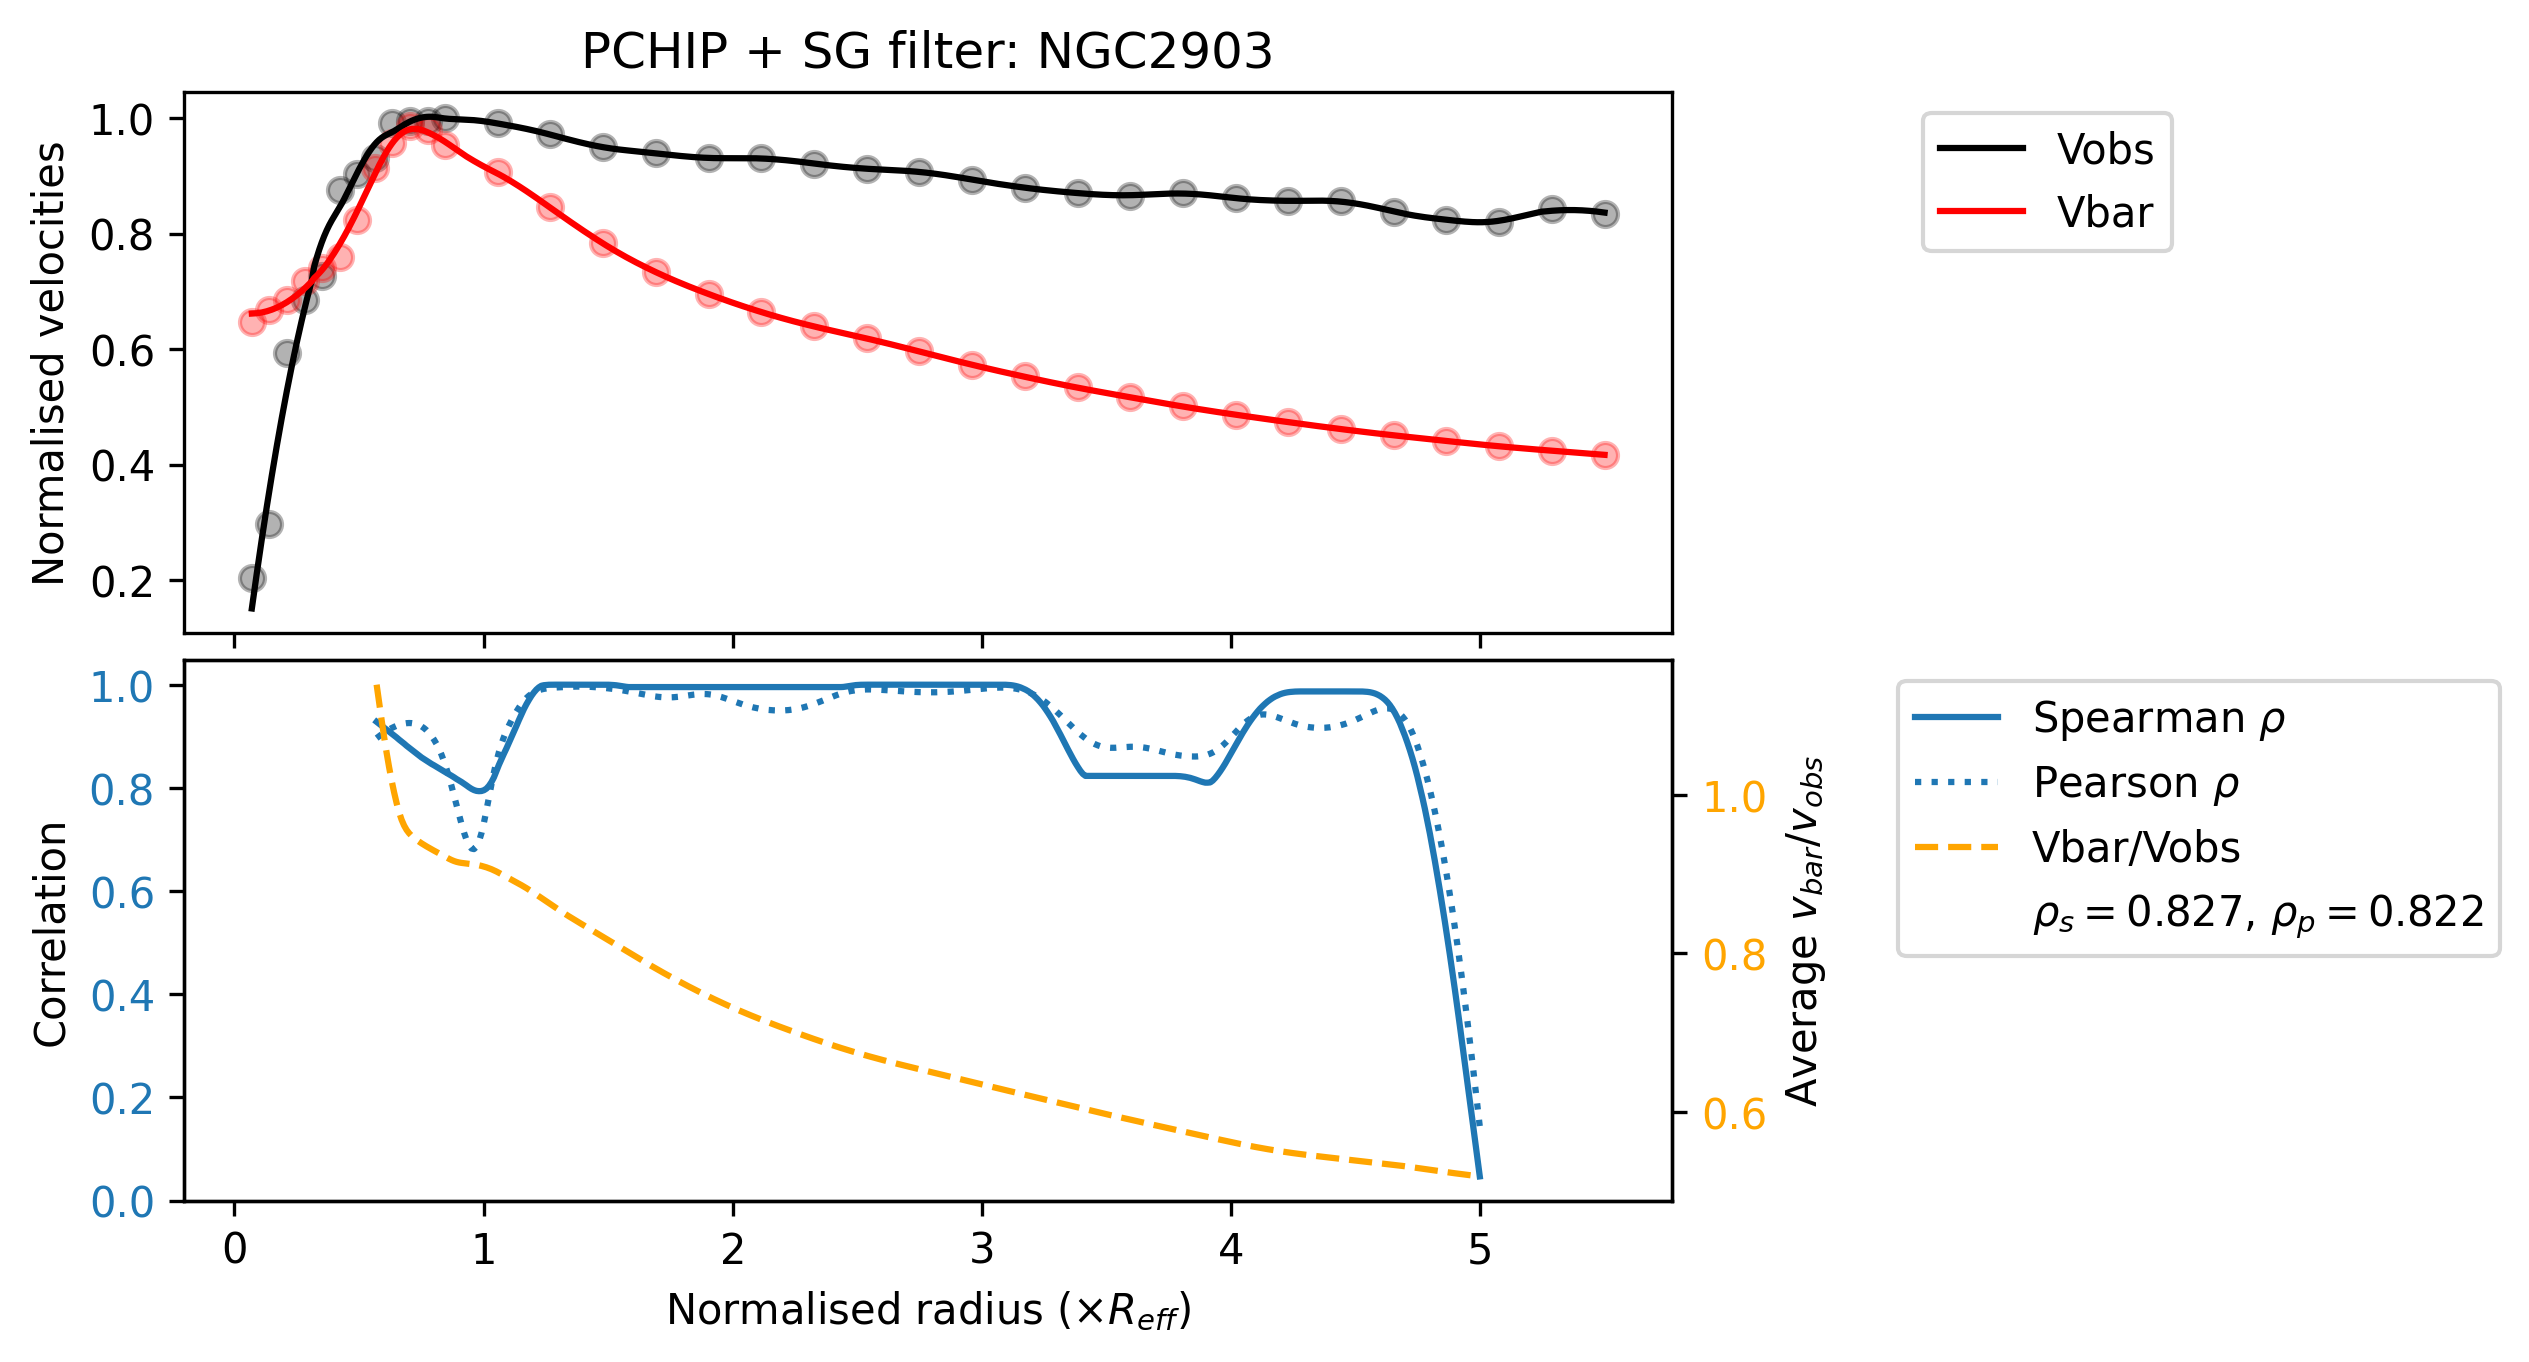 PCHIP + SG filter: NGC2903
Normalised velocities
1.0
0.8
0.6
0.4
0.2
Vobs
Vbar
Correlation
1.0
0.8
0.6
0.4
0.2
0.0
1.0
0.8
0.6
Average v_bar/v_obs
0 1 2 3 4 5
Normalised radius (×R_eff)
Spearman ρ
Pearson ρ
Vbar/Vobs
ρ_s = 0.827, ρ_p = 0.822